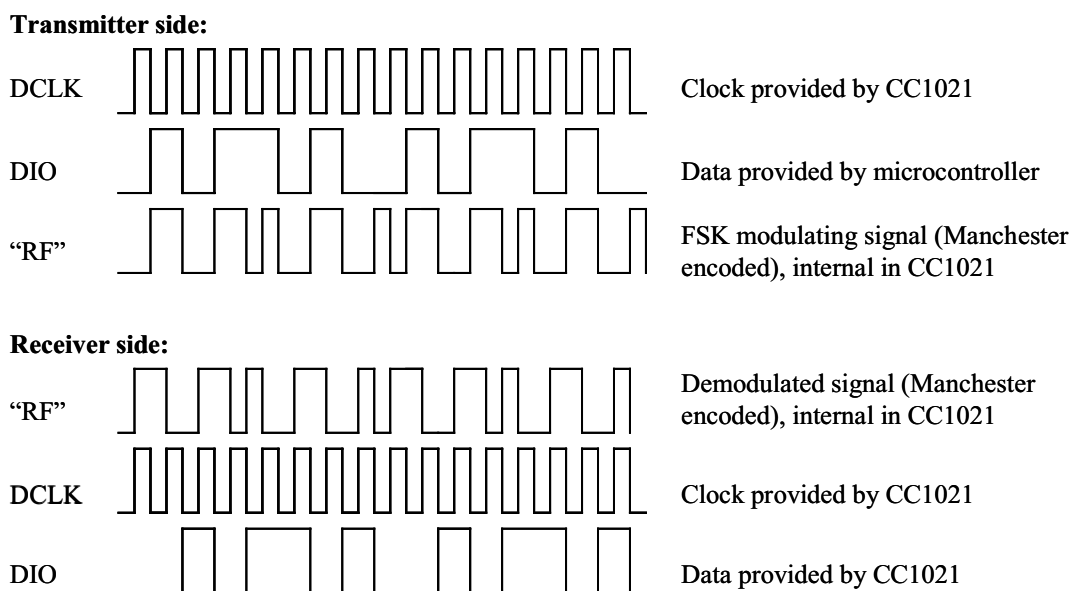 Transmitter side:
DCLK
Clock provided by CC1021
DIO
Data provided by microcontroller
“RF”
FSK modulating signal (Manchester
encoded), internal in CC1021
Receiver side:
“RF”
Demodulated signal (Manchester
encoded), internal in CC1021
DCLK
Clock provided by CC1021
DIO
Data provided by CC1021